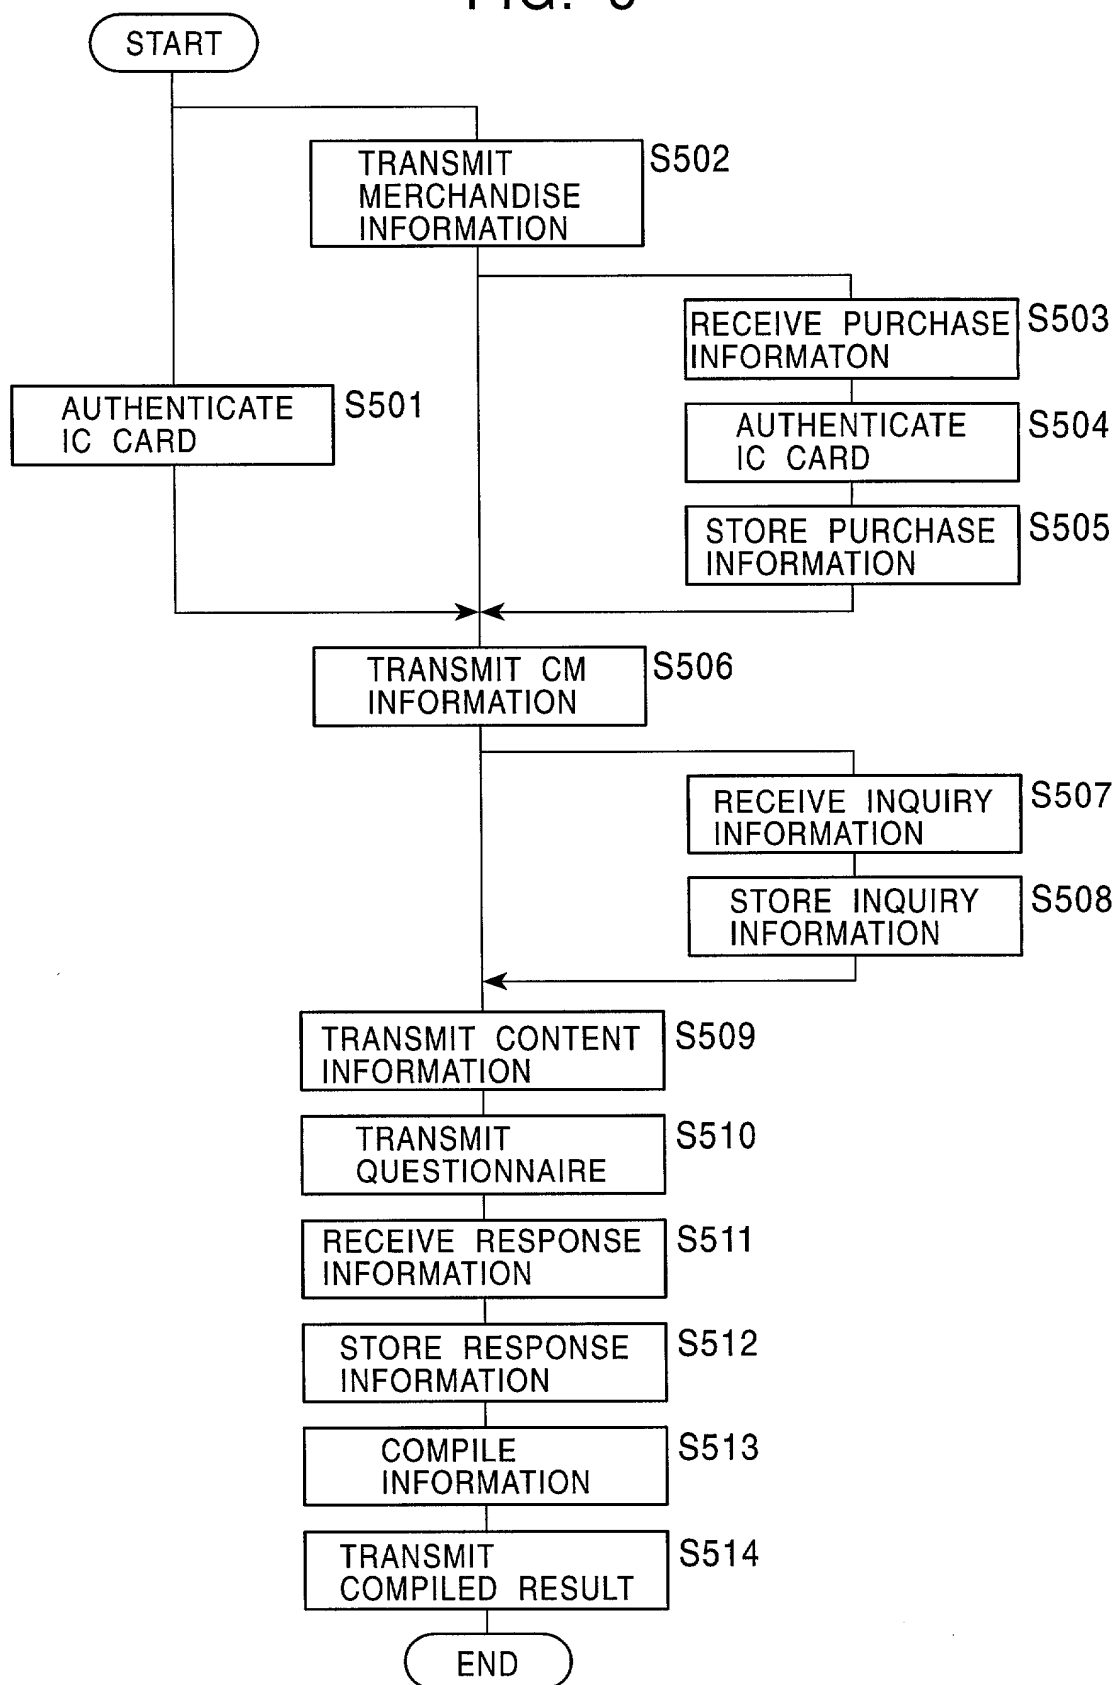 START
TRANSMIT
MERCHANDISE
INFORMATION
S502
RECEIVE PURCHASE
INFORMATON
S503
AUTHENTICATE
IC CARD
S501
AUTHENTICATE
IC CARD
S504
STORE PURCHASE
INFORMATION
S505
TRANSMIT CM
INFORMATION
S506
RECEIVE INQUIRY
INFORMATION
S507
STORE INQUIRY
INFORMATION
S508
TRANSMIT CONTENT
INFORMATION
S509
TRANSMIT
QUESTIONNAIRE
S510
RECEIVE RESPONSE
INFORMATION
S511
STORE RESPONSE
INFORMATION
S512
COMPILE
INFORMATION
S513
TRANSMIT
COMPILED RESULT
S514
END